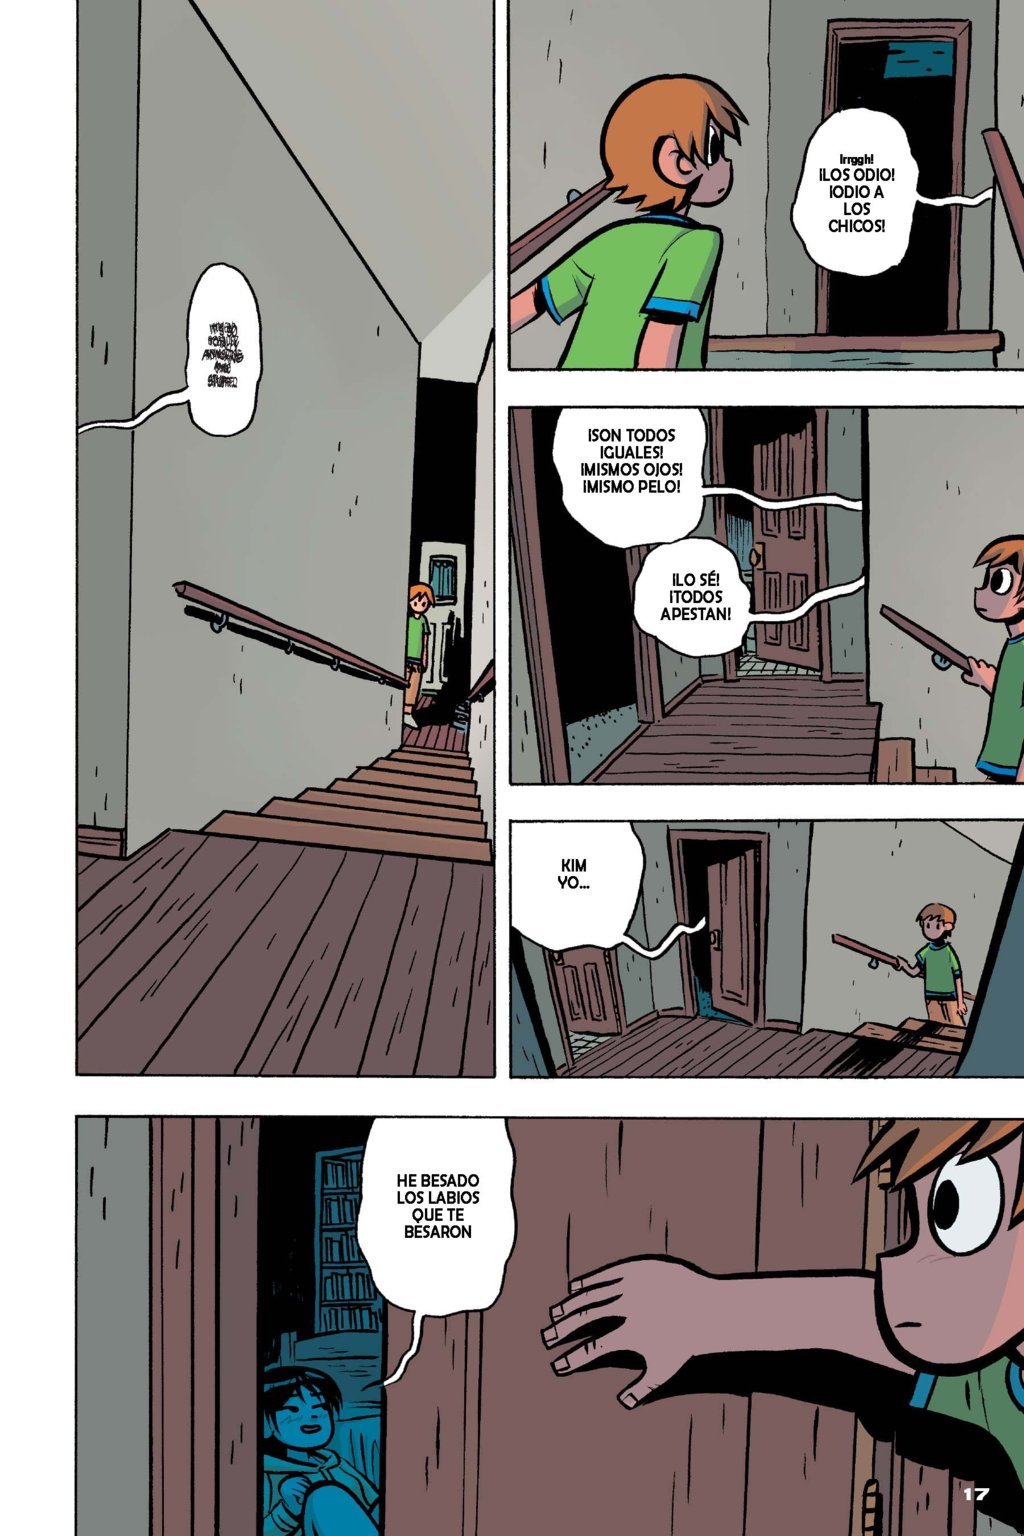 Irrggh!
¡LOS ODIO!
¡ODIO A
LOS
CHICOS!
¡SON TODOS
IGUALES!
¡MISMOS OJOS!
¡MISMO PELO!
¡LO SÉ!
¡TODOS
APESTAN!
KIM
YO...
HE BESADO
LOS LABIOS
QUE TE
BESARON
17